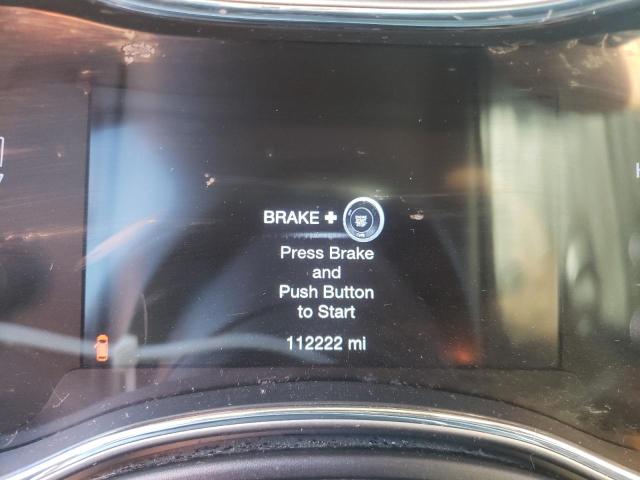 BRAKE +
Press Brake
and
Push Button
to Start
112222 mi
H